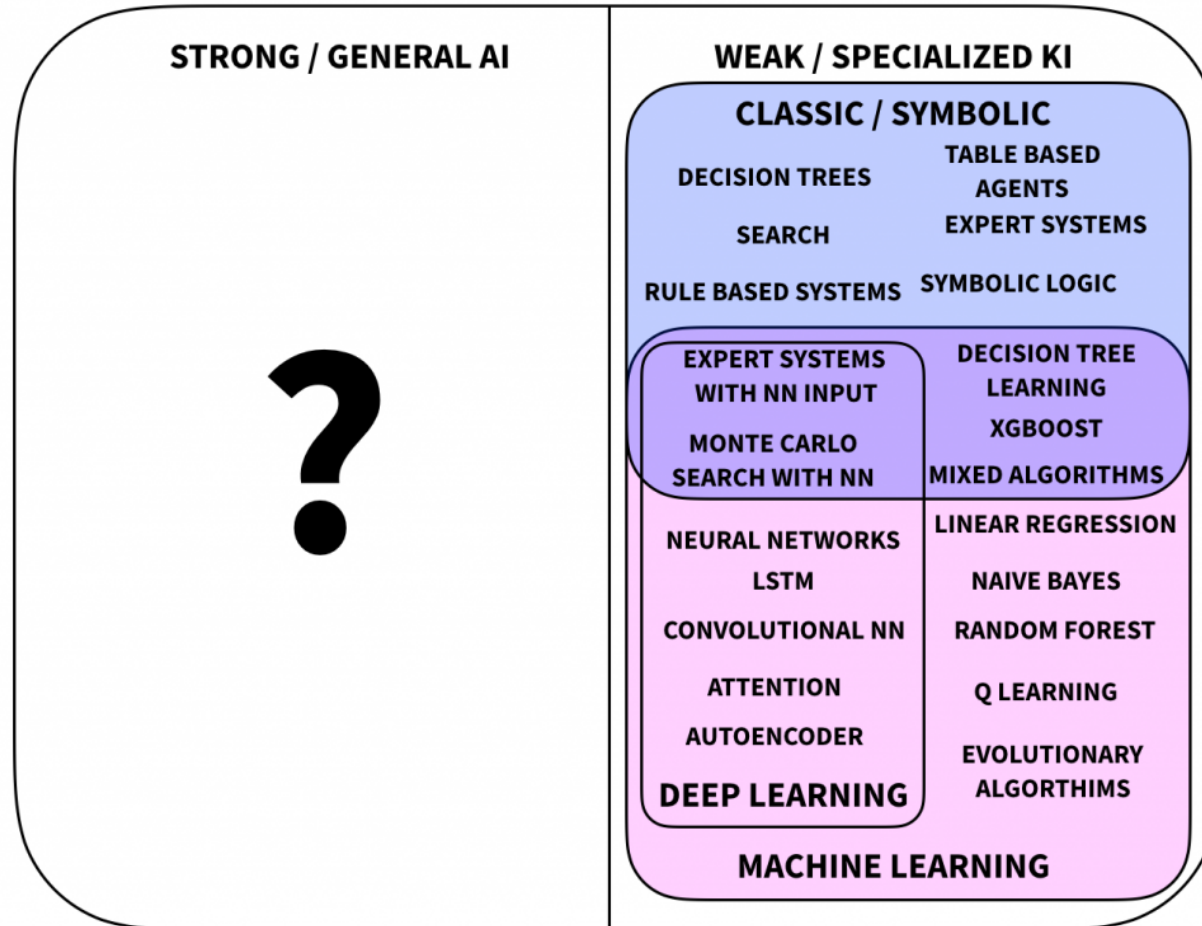 STRONG / GENERAL AI
WEAK / SPECIALIZED KI
CLASSIC / SYMBOLIC
DECISION TREES
TABLE BASED
AGENTS
SEARCH
EXPERT SYSTEMS
RULE BASED SYSTEMS
SYMBOLIC LOGIC
EXPERT SYSTEMS
WITH NN INPUT
MONTE CARLO
SEARCH WITH NN
DECISION TREE
LEARNING
XGBOOST
MIXED ALGORITHMS
?
NEURAL NETWORKS
LSTM
CONVOLUTIONAL NN
ATTENTION
AUTOENCODER
DEEP LEARNING
LINEAR REGRESSION
NAIVE BAYES
RANDOM FOREST
Q LEARNING
EVOLUTIONARY
ALGORTHIMS
MACHINE LEARNING